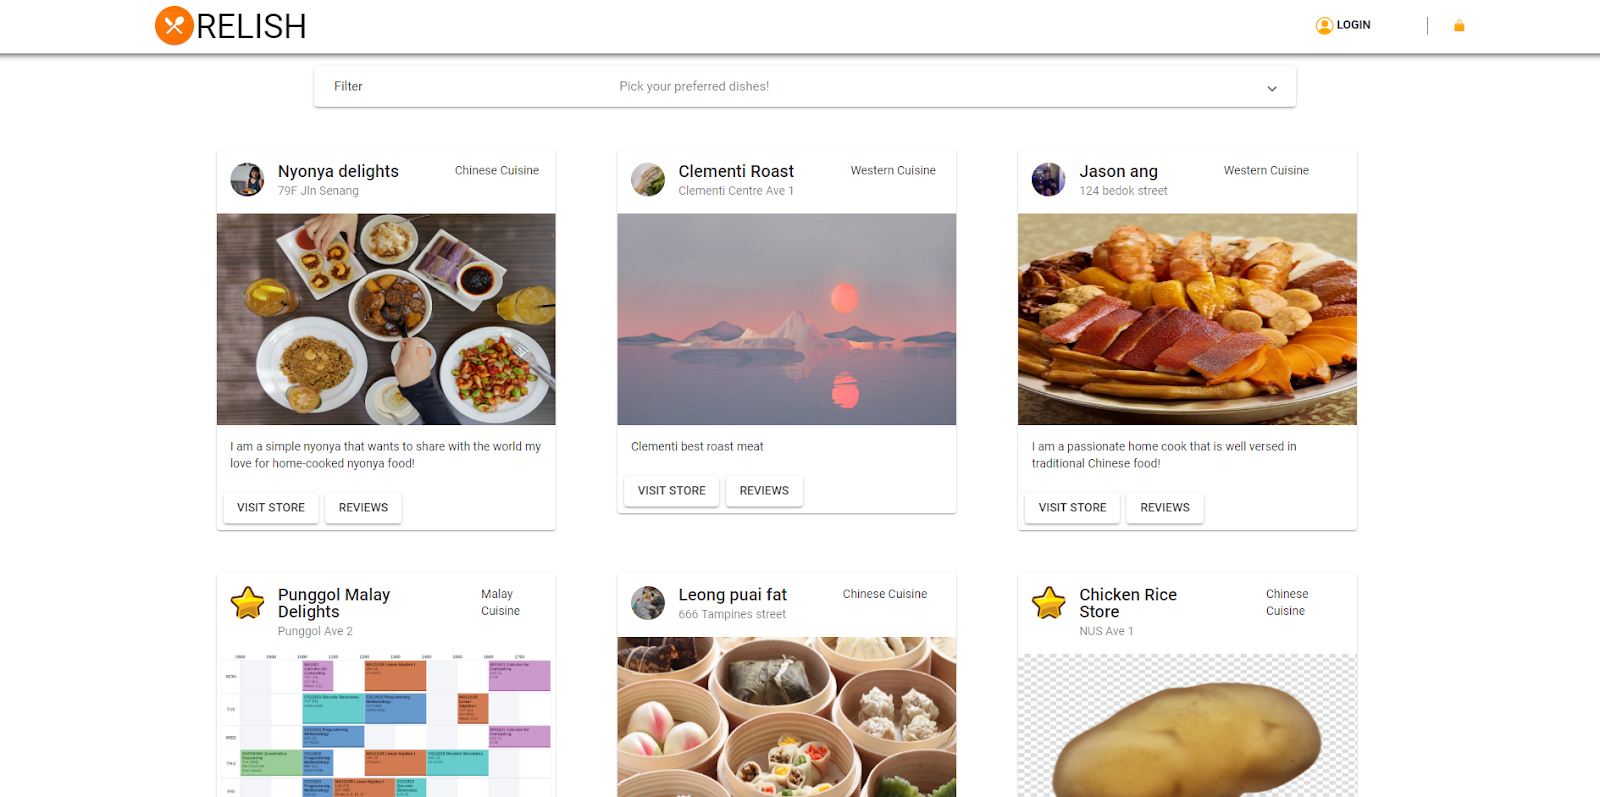 RELISH
LOGIN
Filter
Pick your preferred dishes!
Nyonya delights
Chinese Cuisine
79F Jln Senang
I am a simple nyonya that wants to share with the world my
love for home-cooked nyonya food!
VISIT STORE
REVIEWS
Clementi Roast
Western Cuisine
Clementi Centre Ave 1
Clementi best roast meat
VISIT STORE
REVIEWS
Jason ang
Western Cuisine
124 bedok street
I am a passionate home cook that is well versed in
traditional Chinese food!
VISIT STORE
REVIEWS
Punggol Malay
Delights
Malay
Cuisine
Punggol Ave 2
MON
TUE
WED
THU
FRI
Leong puai fat
Chinese Cuisine
666 Tampines street
Chicken Rice
Store
Chinese
Cuisine
NUS Ave 1